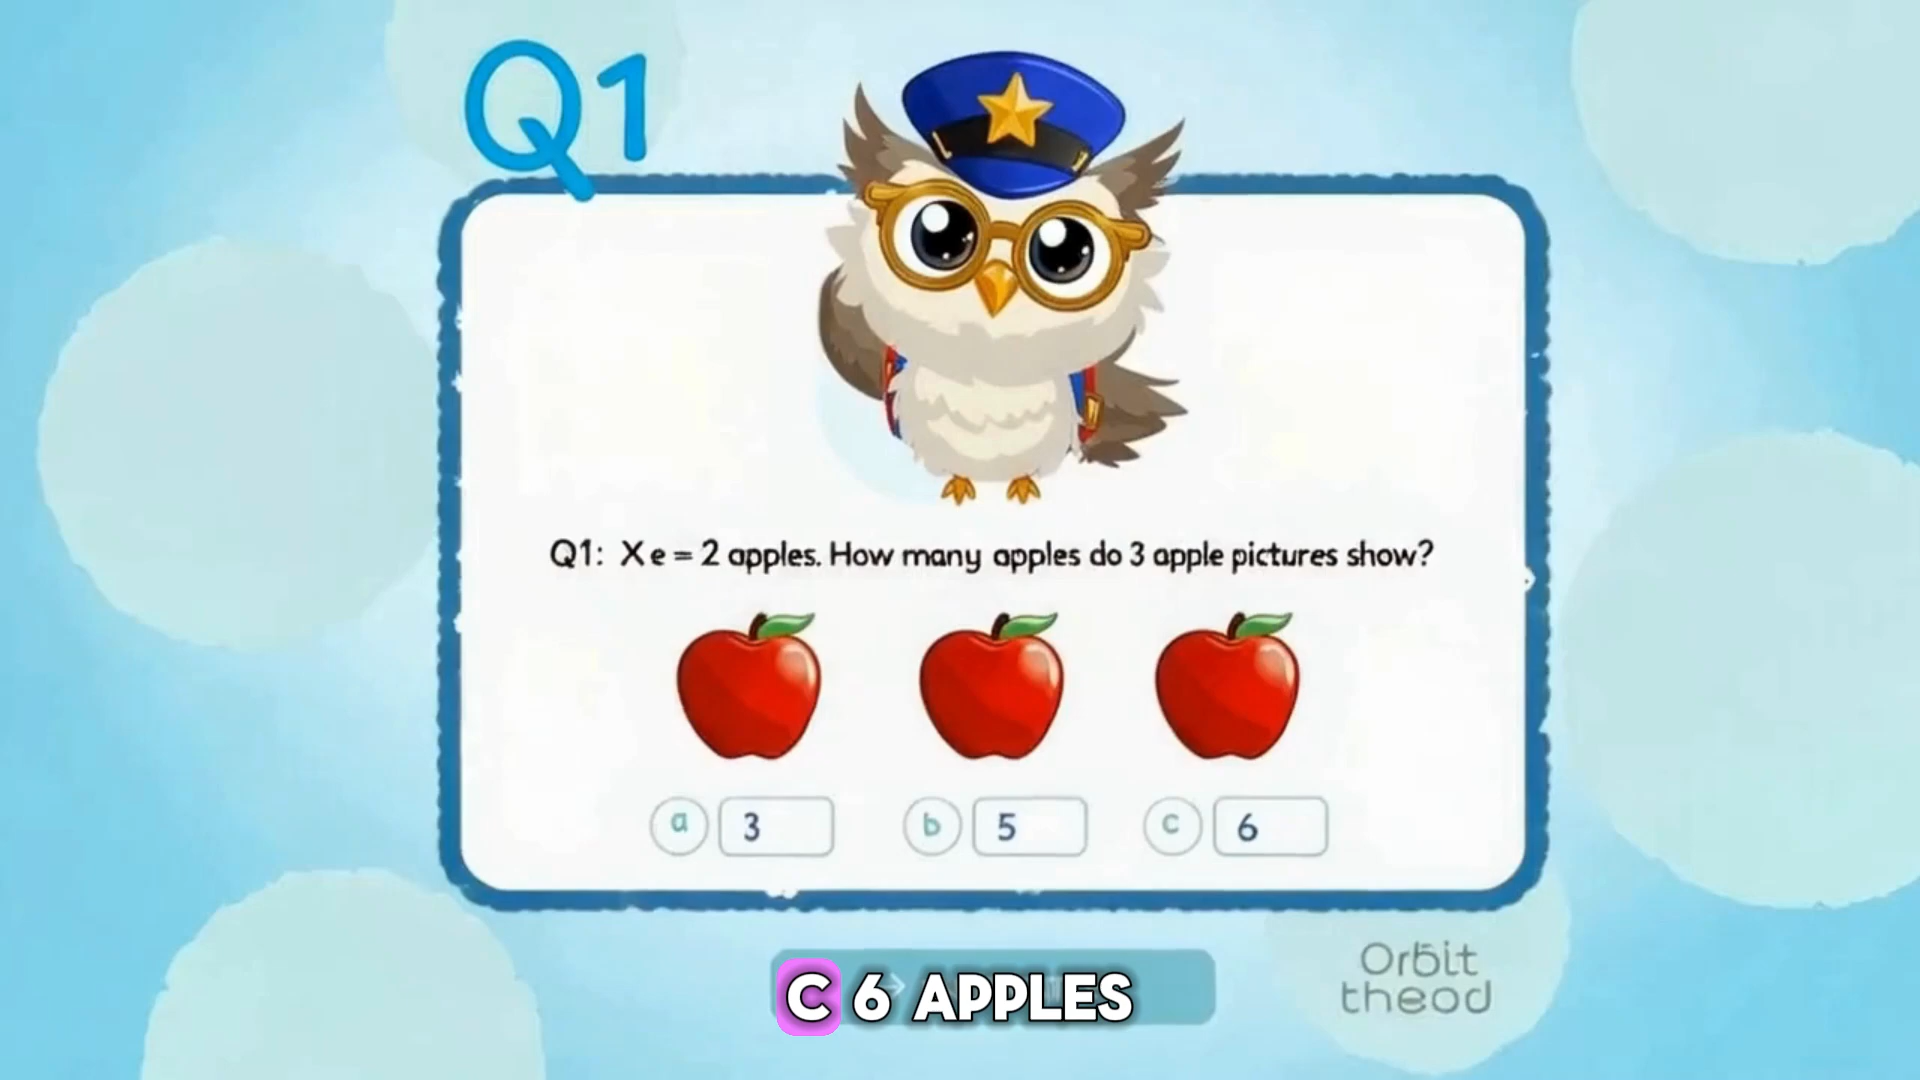 Q1
Q1: X e = 2 apples. How many apples do 3 apple pictures show?
a 3 b 5 c 6
C 6 APPLES
Orbit
theod